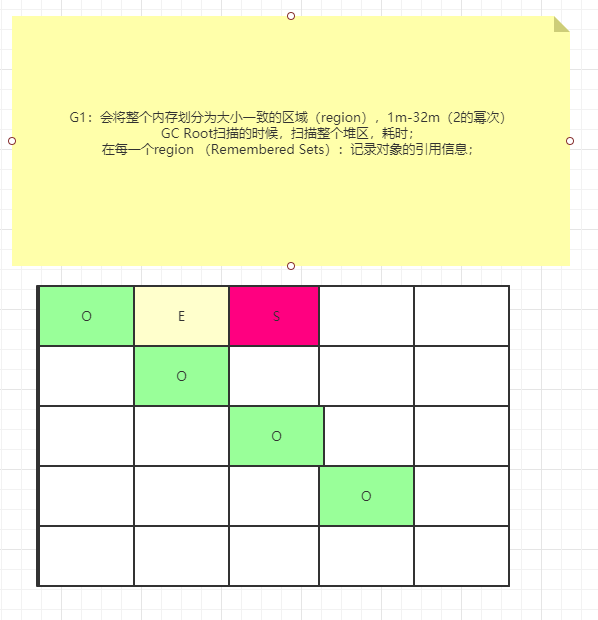 G1：会将整个内存划分为大小一致的区域（region），1m-32m（2的幂次）
GC Root扫描的时候，扫描整个堆区，耗时；
在每一个region （Remembered Sets）：记录对象的引用信息；
O E S
O
O
O